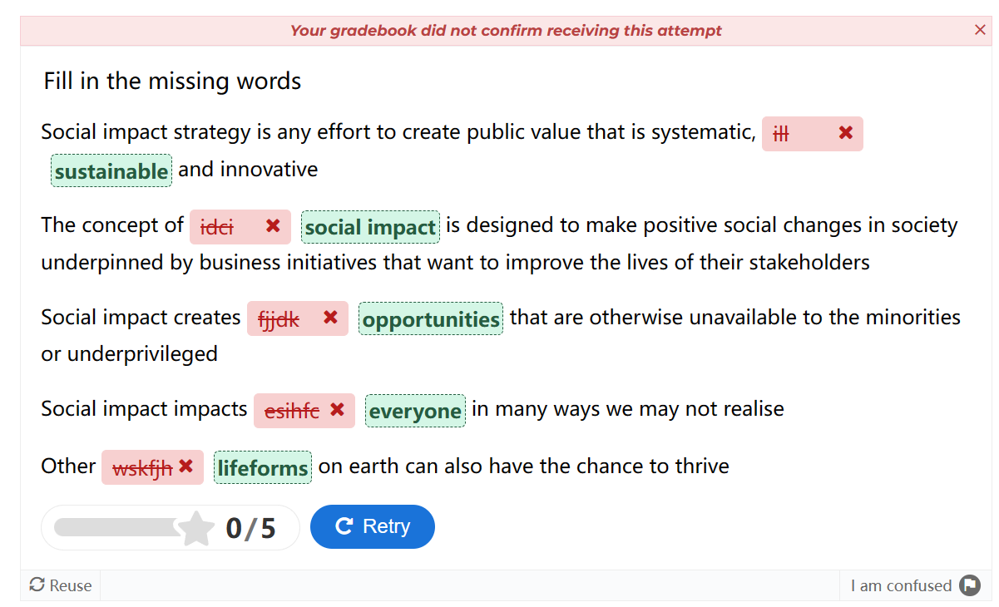 Your gradebook did not confirm receiving this attempt
Fill in the missing words
Social impact strategy is any effort to create public value that is systematic, ill
sustainable and innovative
The concept of idci social impact is designed to make positive social changes in society
underpinned by business initiatives that want to improve the lives of their stakeholders
Social impact creates fjjdk opportunities that are otherwise unavailable to the minorities
or underprivileged
Social impact impacts esihfc everyone in many ways we may not realise
Other wskfjh lifeforms on earth can also have the chance to thrive
0/5 Retry
Reuse I am confused